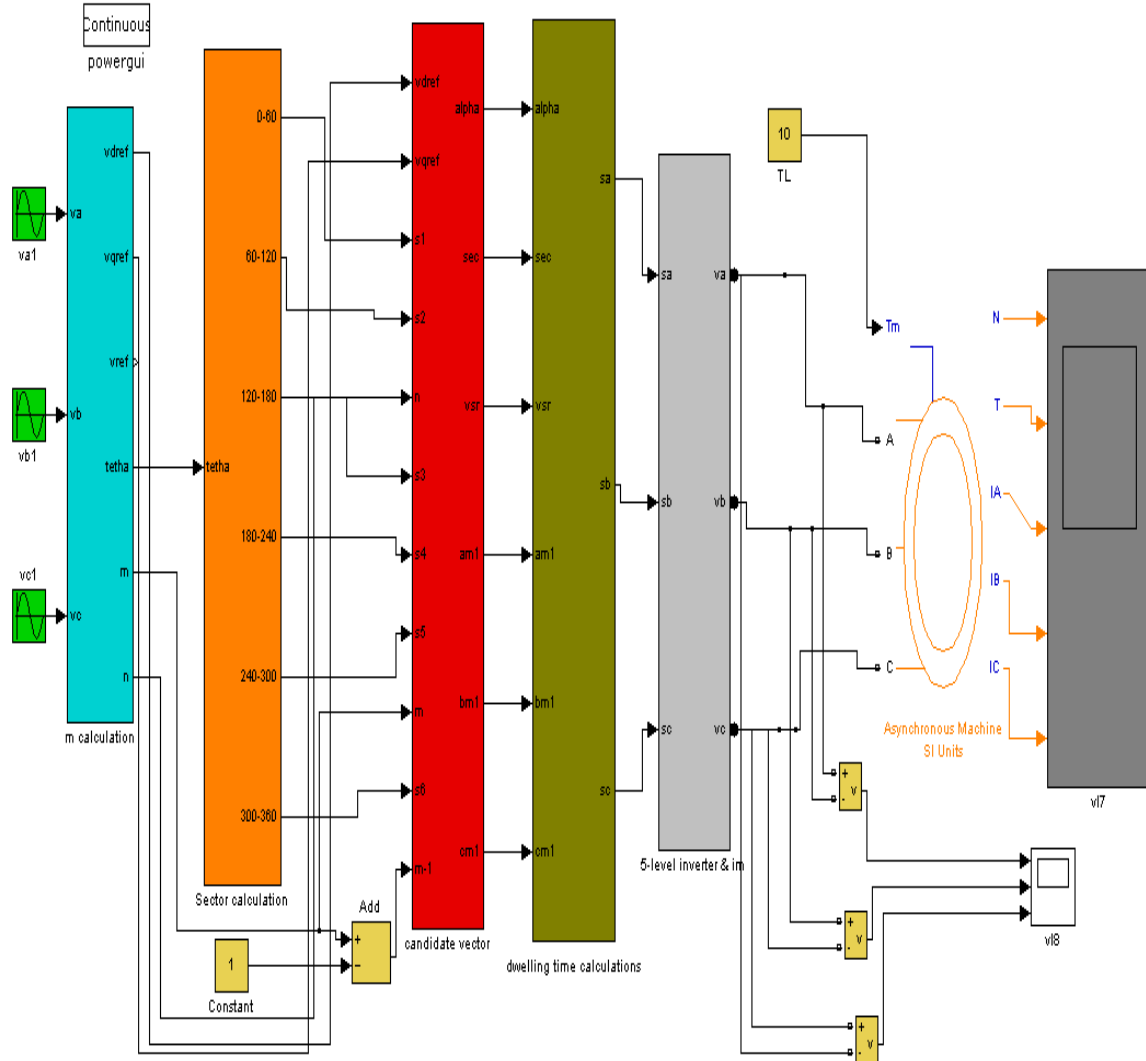 Continuous
powergui
va1
vb1
vc1
va
vb
vc
vdref
vqref
vref
tetha
m
n
m calculation
tetha
0-60
60-120
120-180
180-240
240-300
300-360
Sector calculation
1
Constant
Add
+
−
vdref
vqref
s1
s2
n
s3
s4
s5
m
s6
m-1
alpha
sec
vsr
am1
bm1
cm1
candidate vector
alpha
sec
vsr
am1
bm1
cm1
sa
sb
sc
dwelling time calculations
sa
sb
sc
va
vb
vc
5-level inverter & im
10
TL
Tm
A
B
C
Asynchronous Machine
SI Units
N
T
IA
IB
IC
vl7
+
-
v
+
-
v
+
-
v
vl8